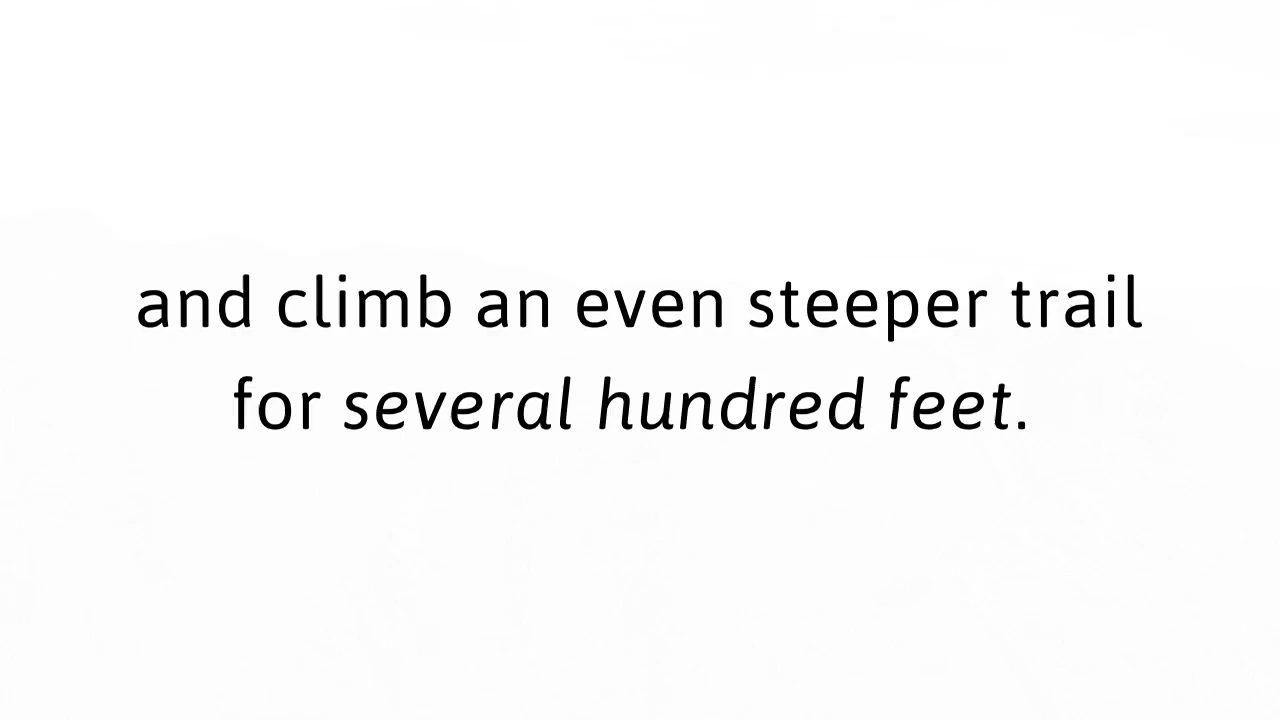 and climb an even steeper trail
for several hundred feet.